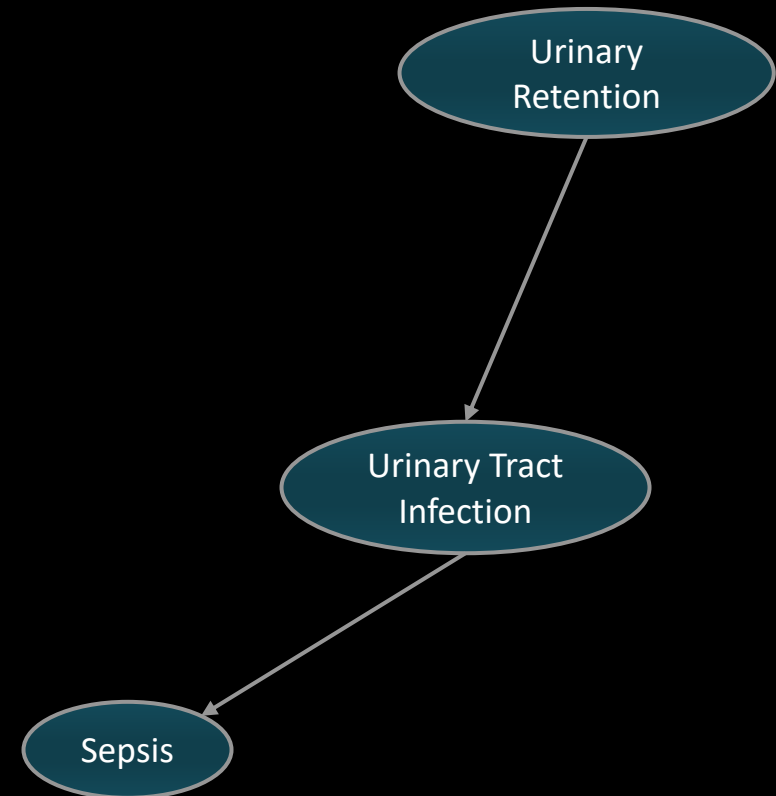 Urinary
Retention
Urinary Tract
Infection
Sepsis